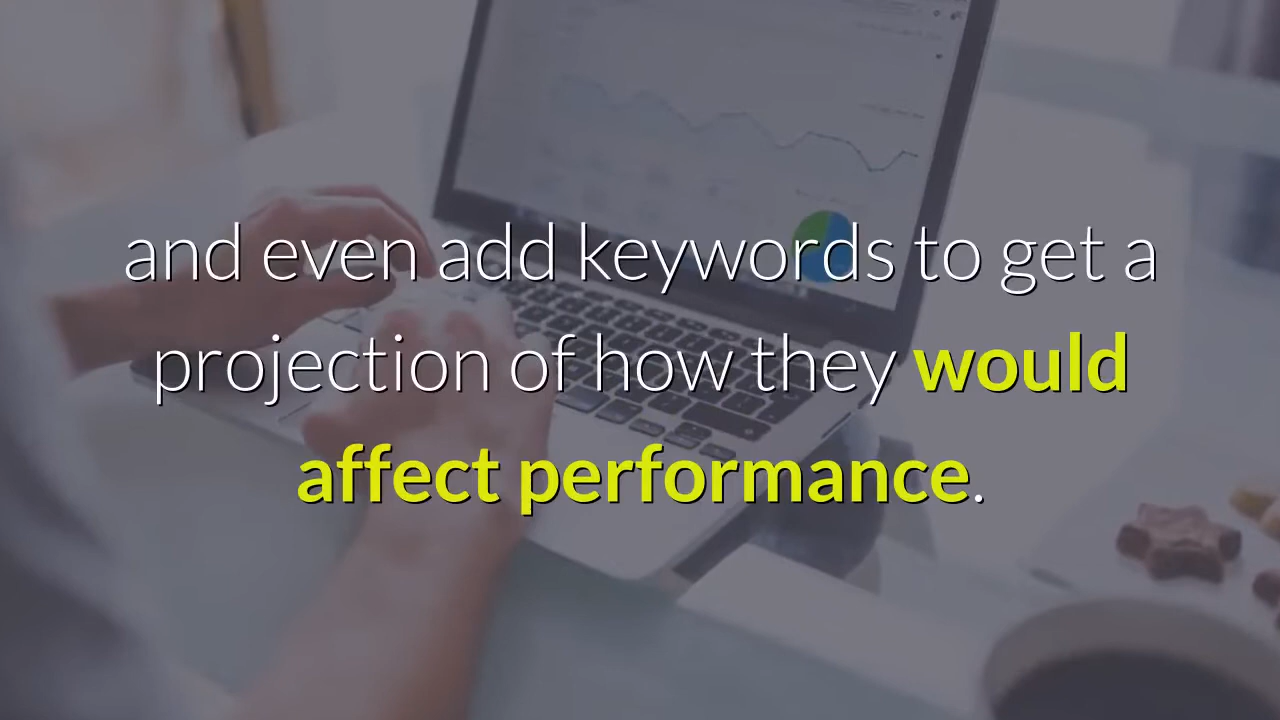 and even add keywords to get a
projection of how they would
affect performance.